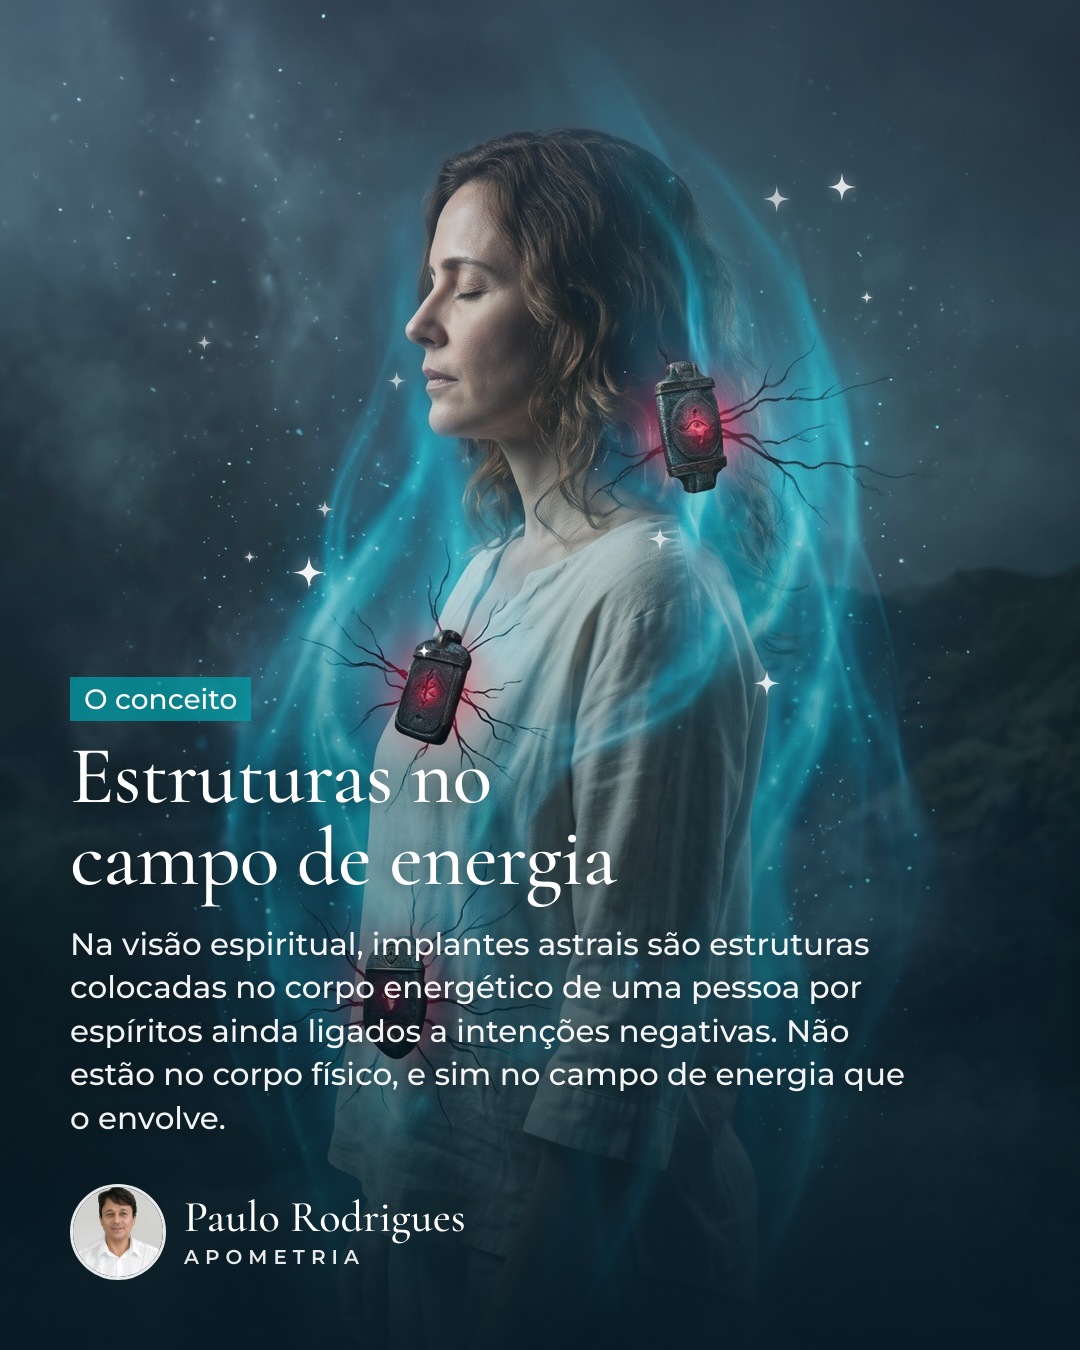 O conceito
Estruturas no
campo de energia
Na visão espiritual, implantes astrais são estruturas
colocadas no corpo energético de uma pessoa por
espíritos ainda ligados a intenções negativas. Não
estão no corpo físico, e sim no campo de energia que
o envolve.
Paulo Rodrigues
APOMETRIA